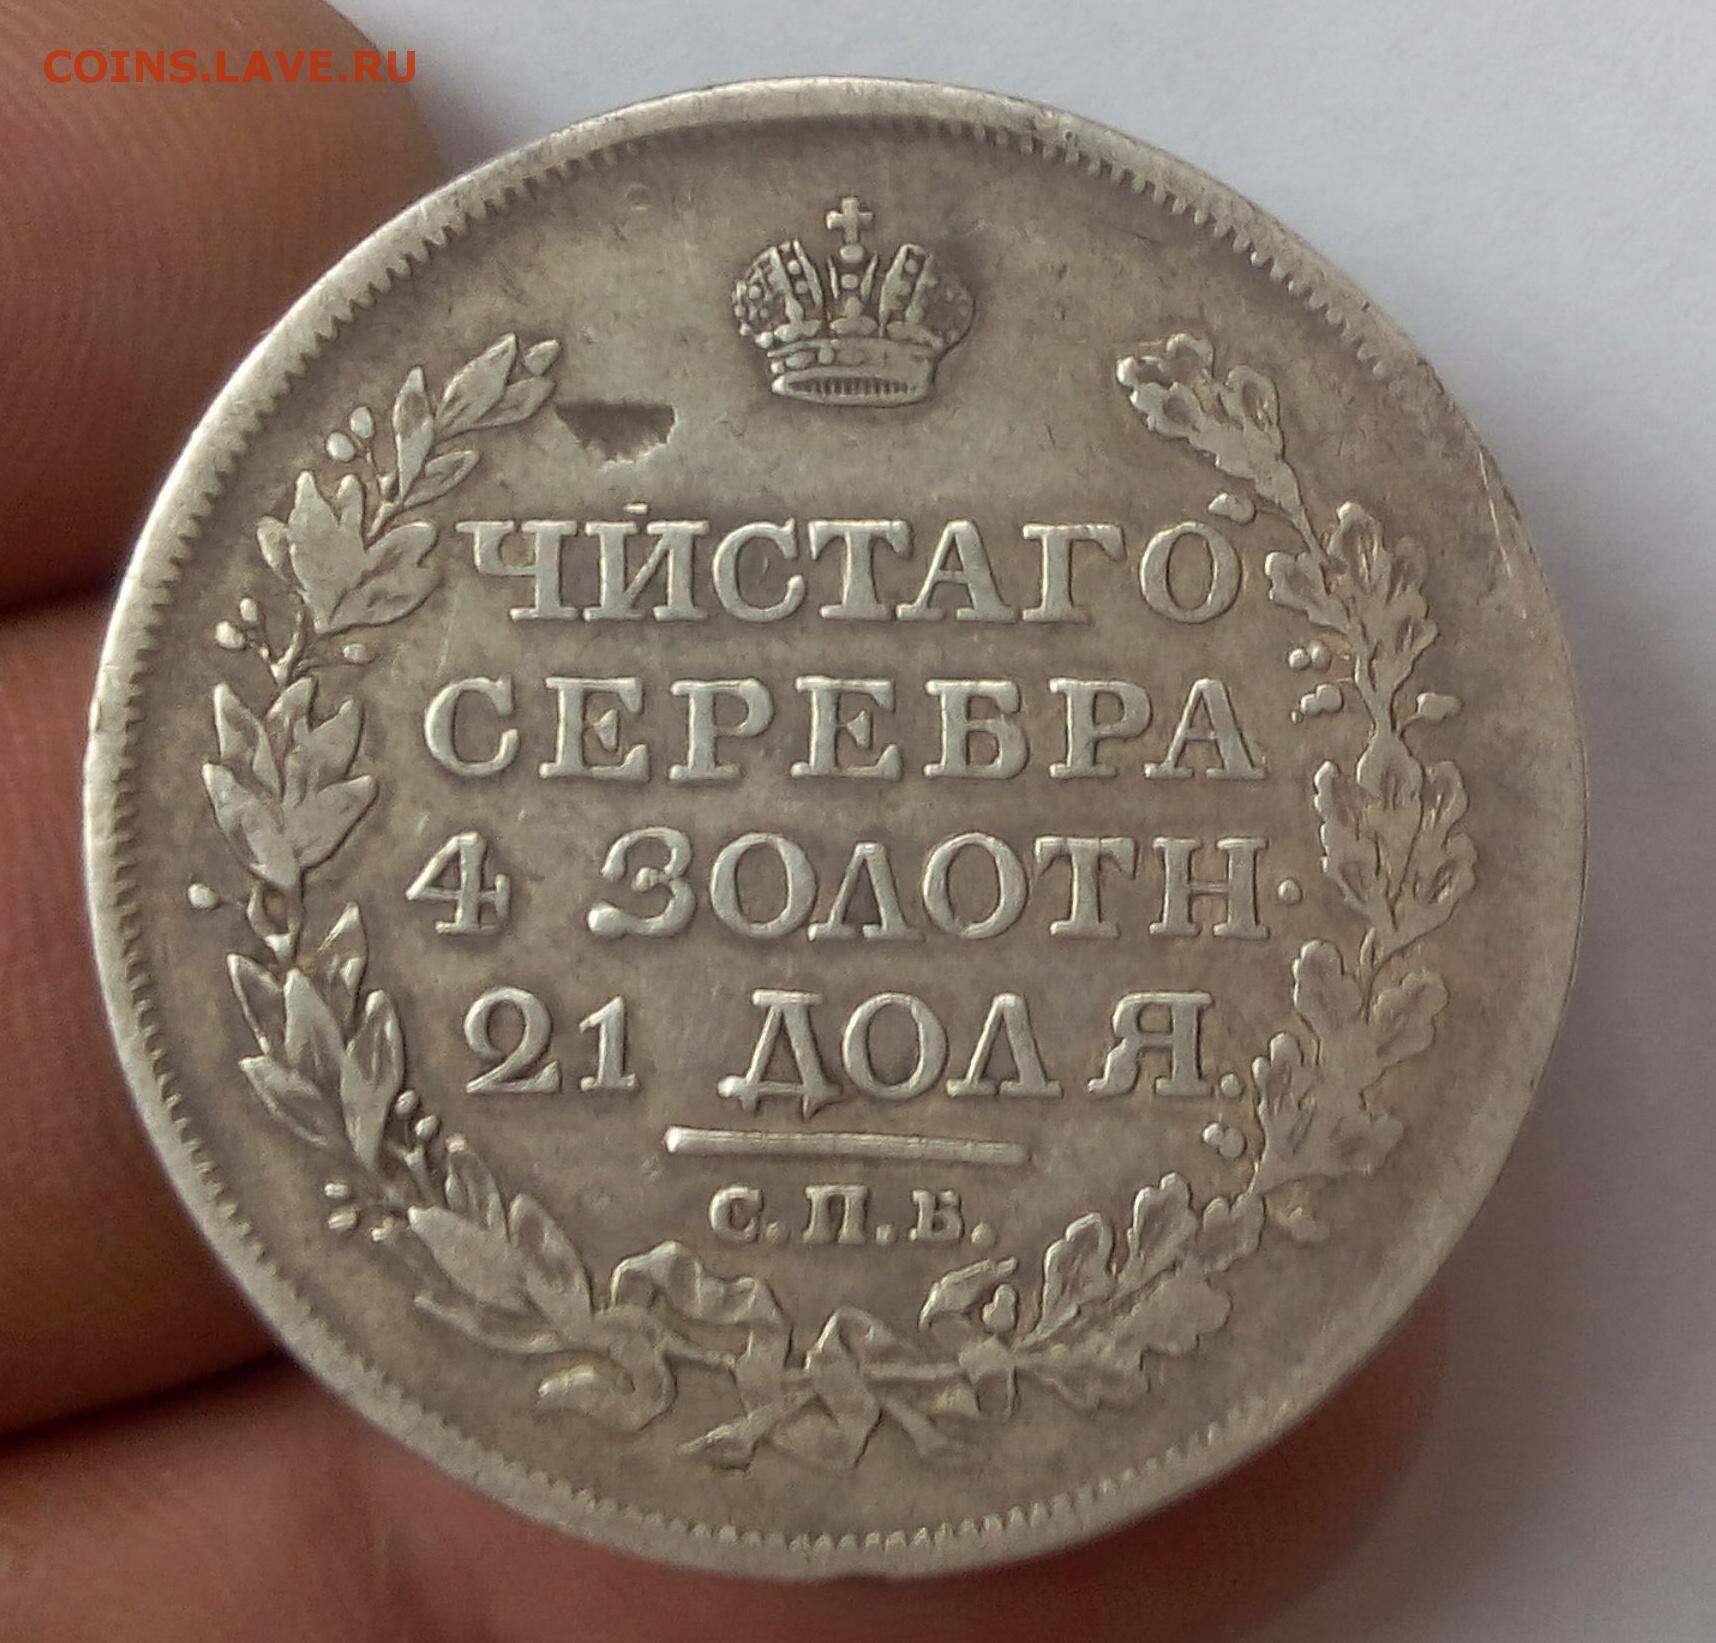 COINS.LAVE.RU
ЧИСТАГО
СЕРЕБРА
4 ЗОЛОТН.
21 ДОЛЯ.
С.П.Б.